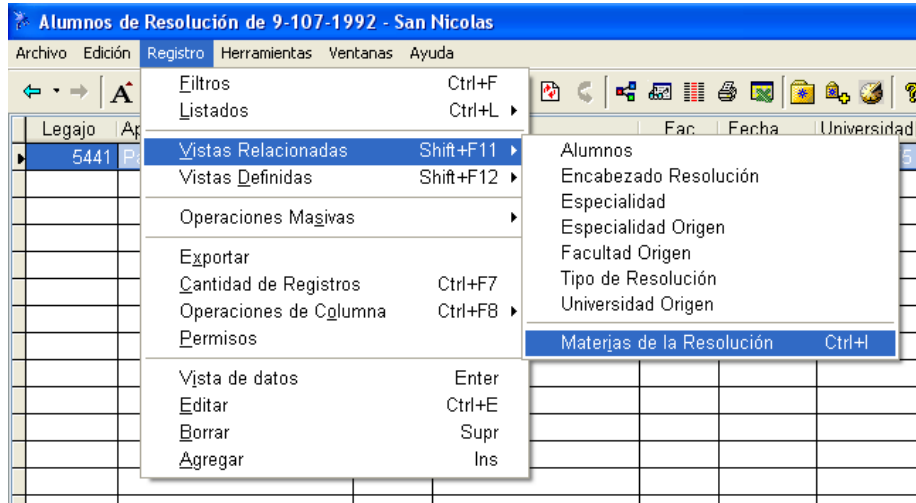 Alumnos de Resolución de 9-107-1992 - San Nicolas
Archivo Edición Registro Herramientas Ventanas Ayuda
Legajo Fac Fecha Universidad
5441
Filtros Ctrl+F
Listados Ctrl+L
Vistas Relacionadas Shift+F11
Vistas Definidas Shift+F12
Operaciones Masivas
Exportar
Cantidad de Registros Ctrl+F7
Operaciones de Columna Ctrl+F8
Permisos
Vista de datos Enter
Editar Ctrl+E
Borrar Supr
Agregar Ins
Alumnos
Encabezado Resolución
Especialidad
Especialidad Origen
Facultad Origen
Tipo de Resolución
Universidad Origen
Materias de la Resolución Ctrl+I